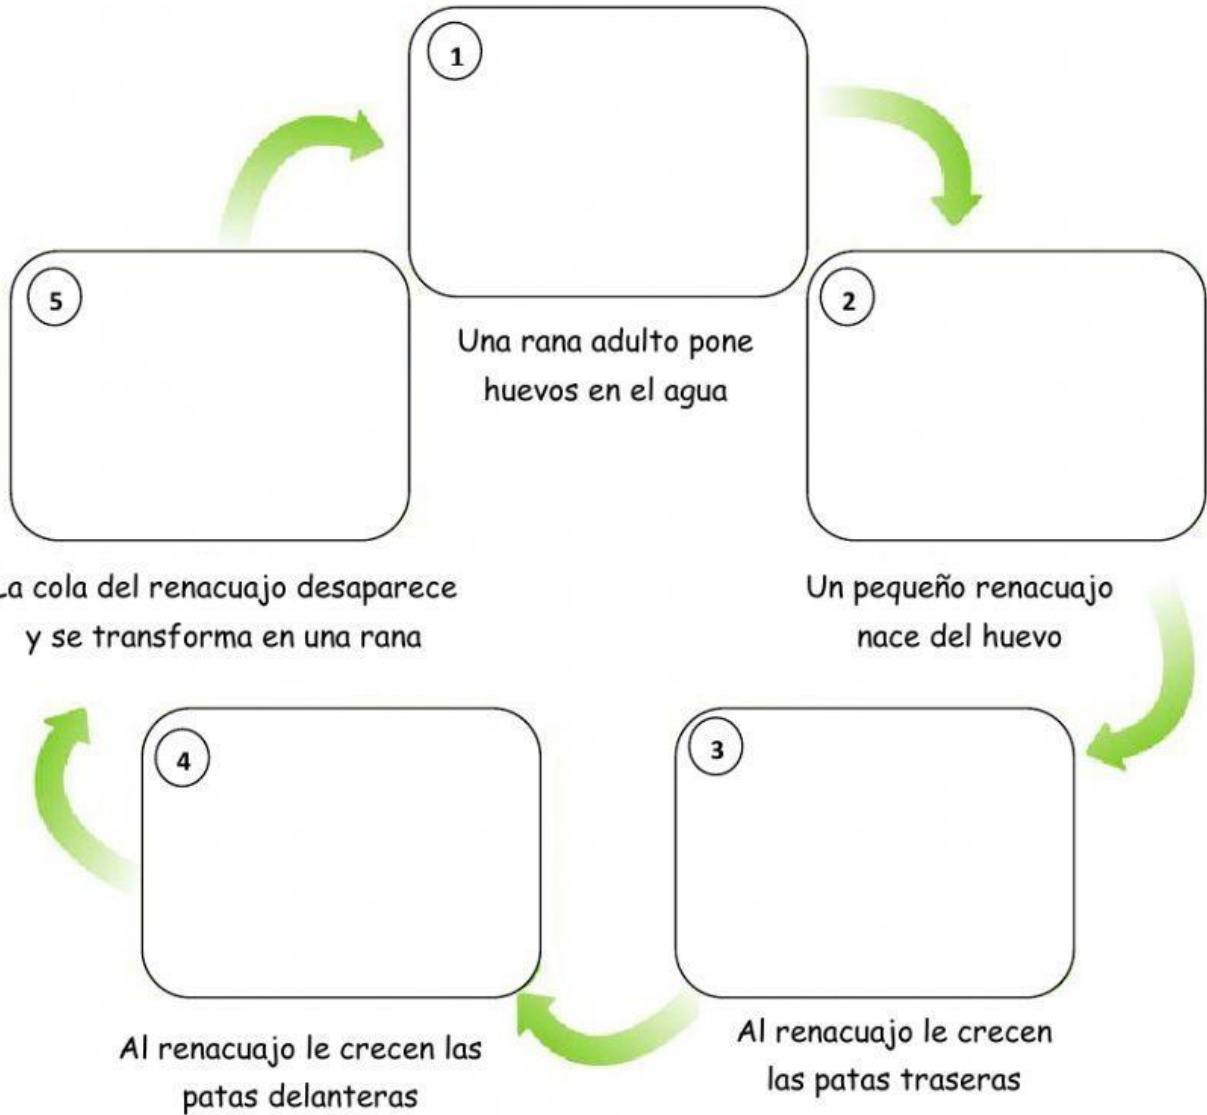 1
Una rana adulto pone
huevos en el agua
2
Un pequeño renacuajo
nace del huevo
3
Al renacuajo le crecen
las patas traseras
4
Al renacuajo le crecen las
patas delanteras
5
La cola del renacuajo desaparece
y se transforma en una rana